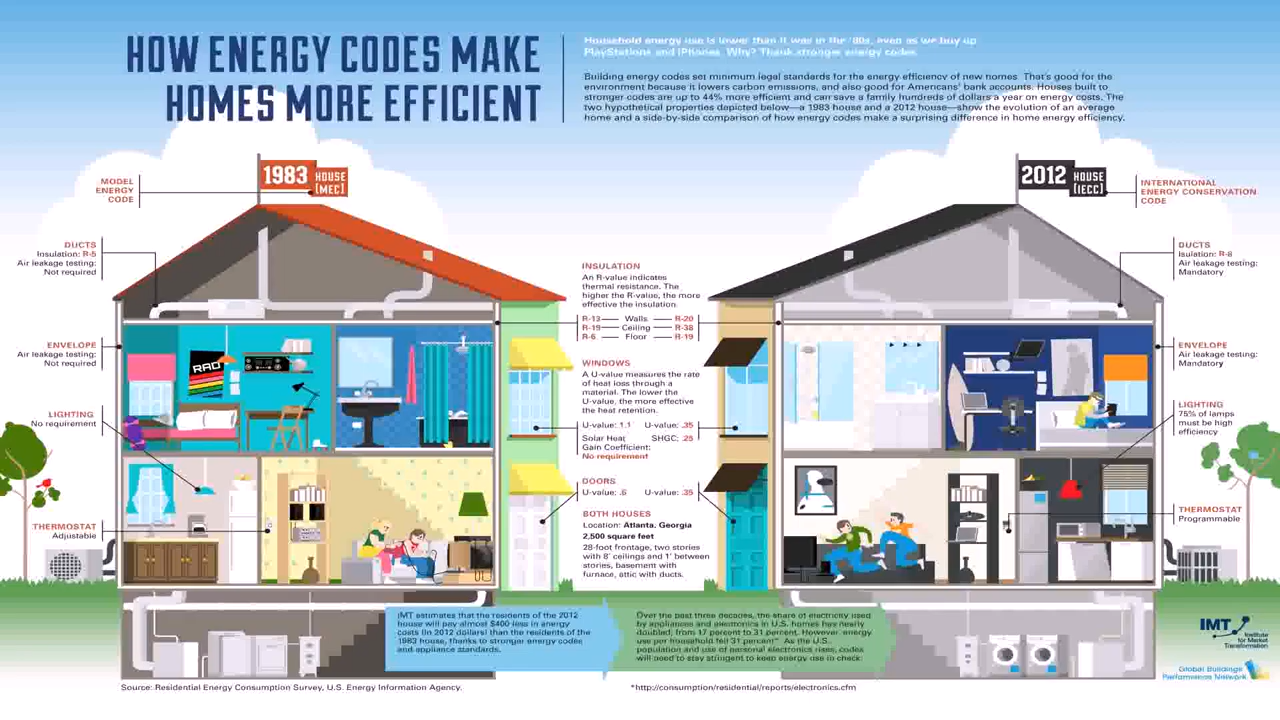 HOW ENERGY CODES MAKE
HOMES MORE EFFICIENT
Household energy use is lower than it was in the '80s, even as we buy up
PlayStations and iPhones. Why? Thank stronger energy codes.
Building energy codes set minimum legal standards for the energy efficiency of new homes. That's good for the
environment because it lowers carbon emissions, and also good for Americans' bank accounts. Houses built to
stronger codes are up to 44% more efficient and can save a family hundreds of dollars a year on energy costs. The
two hypothetical properties depicted below—a 1983 house and a 2012 house—show the evolution of an average
home and a side-by-side comparison of how energy codes make a surprising difference in home energy efficiency.
1983 HOUSE
[MEC]
MODEL
ENERGY
CODE
2012 HOUSE
[IECC]
INTERNATIONAL
ENERGY CONSERVATION
CODE
DUCTS
Insulation: R-5
Air leakage testing:
Not required
ENVELOPE
Air leakage testing:
Not required
LIGHTING
No requirement
THERMOSTAT
Adjustable
RAD
INSULATION
An R-value indicates
thermal resistance. The
higher the R-value, the more
effective the insulation.
R-13 Walls R-20
R-19 Ceiling R-38
R-6 Floor R-19
WINDOWS
A U-value measures the rate
of heat loss through a
material. The lower the
U-value, the more effective
the heat retention.
U-value: 1.1 U-value: .35
Solar Heat SHGC: .25
Gain Coefficient:
No requirement
DOORS
U-value: .6 U-value: .35
BOTH HOUSES
Location: Atlanta, Georgia
2,500 square feet
28-foot frontage, two stories
with 8' ceilings and 1' between
stories, basement with
furnace, attic with ducts.
DUCTS
Isulation: R-8
Air leakage testing:
Mandatory
ENVELOPE
Air leakage testing:
Mandatory
LIGHTING
75% of lamps
must be high
efficiency
THERMOSTAT
Programmable
IMT estimates that the residents of the 2012
house will pay almost $400 less in energy
costs (in 2012 dollars) than the residents of the
1983 house, thanks to stronger energy codes
and appliance standards.
Over the past three decades, the share of electricity used
by appliances and electronics in U.S. homes has nearly
doubled, from 17 percent to 31 percent. However, energy
use per household fell 31 percent*. As the U.S.
population and use of personal electronics rises, codes
will need to stay stringent to keep energy use in check.
IMT
Institute
for Market
Transformation
Global Buildings
Performance Network
Source: Residential Energy Consumption Survey, U.S. Energy Information Agency.
*http://consumption/residential/reports/electronics.cfm